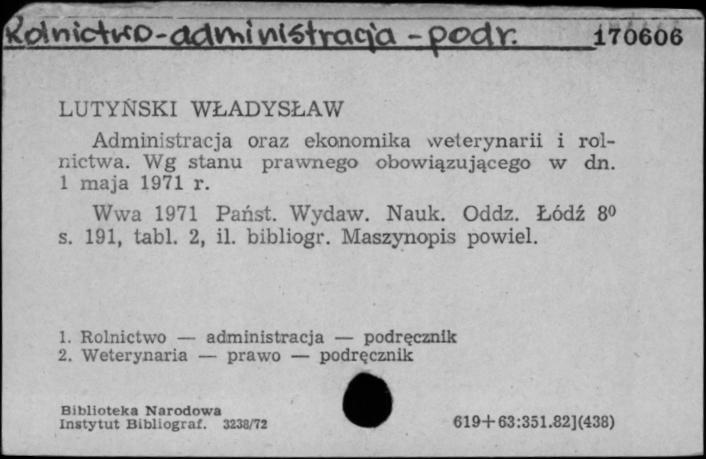 Rolnictwo-administracja-podr. 170606
LUTYŃSKI WŁADYSŁAW
Administracja oraz ekonomika weterynarii i rol-
nictwa. Wg stanu prawnego obowiązującego w dn.
1 maja 1971 r.
Wwa 1971 Państ. Wydaw. Nauk. Oddz. Łódź 8⁰
s. 191, tabl. 2, il. bibliogr. Maszynopis powiel.
1. Rolnictwo — administracja — podręcznik
2. Weterynaria — prawo — podręcznik
Biblioteka Narodowa
Instytut Bibliograf. 3238/72 619+63:351.82](438)